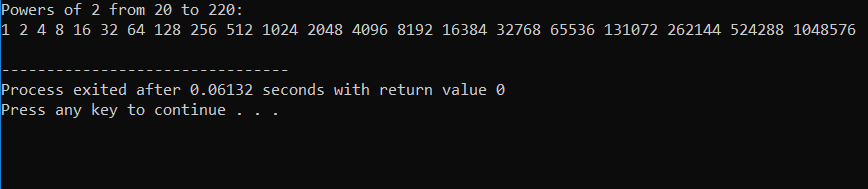 Powers of 2 from 20 to 220:
1 2 4 8 16 32 64 128 256 512 1024 2048 4096 8192 16384 32768 65536 131072 262144 524288 1048576
--------------------------------
Process exited after 0.06132 seconds with return value 0
Press any key to continue . . .